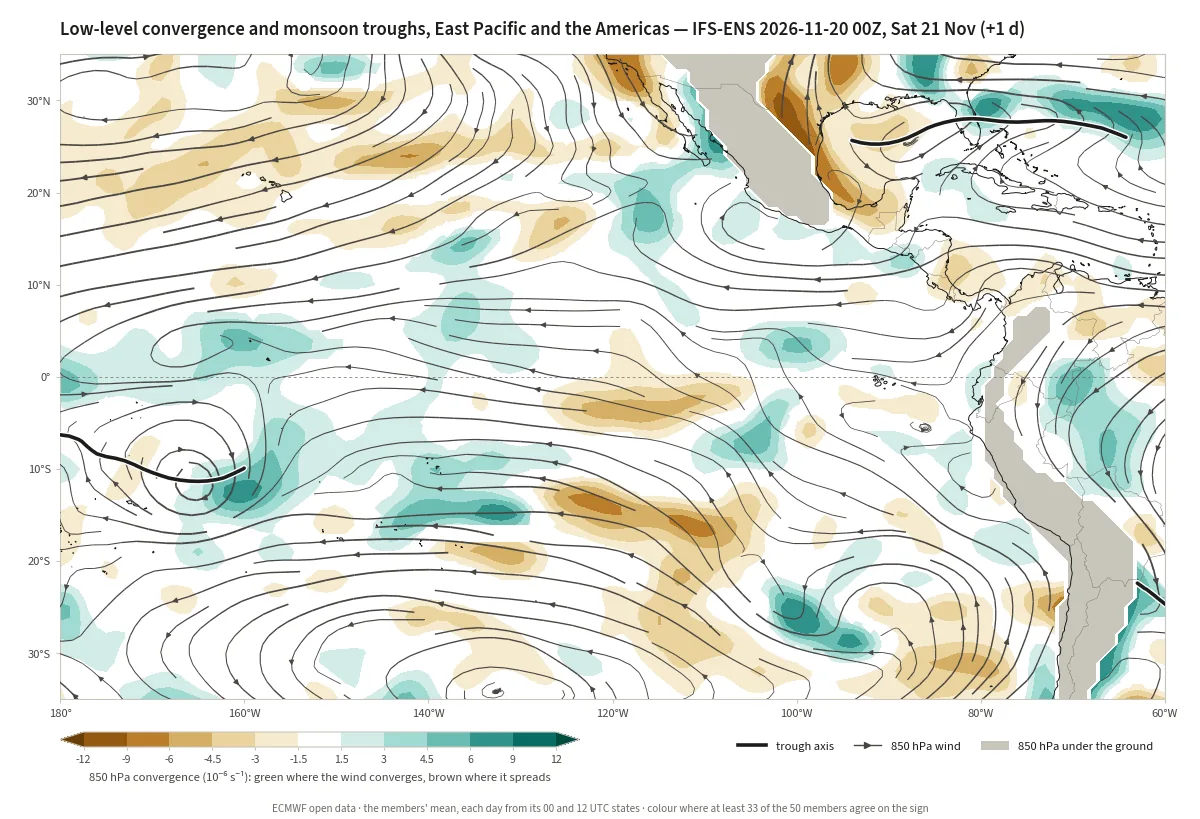 Low-level convergence and monsoon troughs, East Pacific and the Americas — IFS-ENS 2026-11-20 00Z, Sat 21 Nov (+1 d)
30°N
20°N
10°N
0°
10°S
20°S
30°S
180° 160°W 140°W 120°W 100°W 80°W 60°W
-12 -9 -6 -4.5 -3 -1.5 1.5 3 4.5 6 9 12
850 hPa convergence (10⁻⁶ s⁻¹): green where the wind converges, brown where it spreads
trough axis 850 hPa wind 850 hPa under the ground
ECMWF open data · the members' mean, each day from its 00 and 12 UTC states · colour where at least 33 of the 50 members agree on the sign